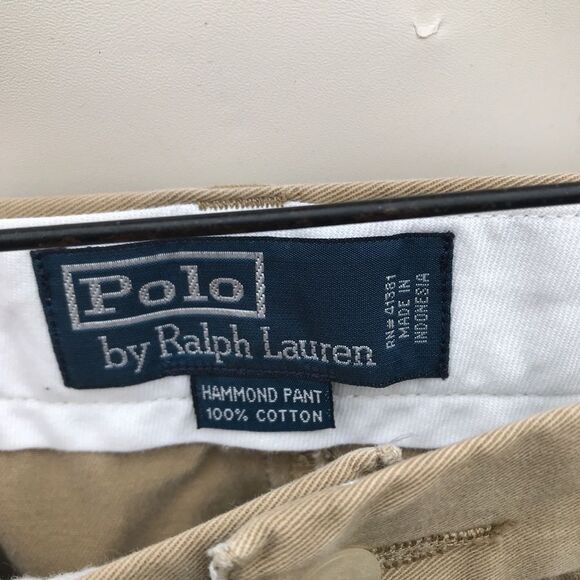 Polo
by Ralph Lauren
RN# 41381
MADE IN
INDONESIA
HAMMOND PANT
100% COTTON